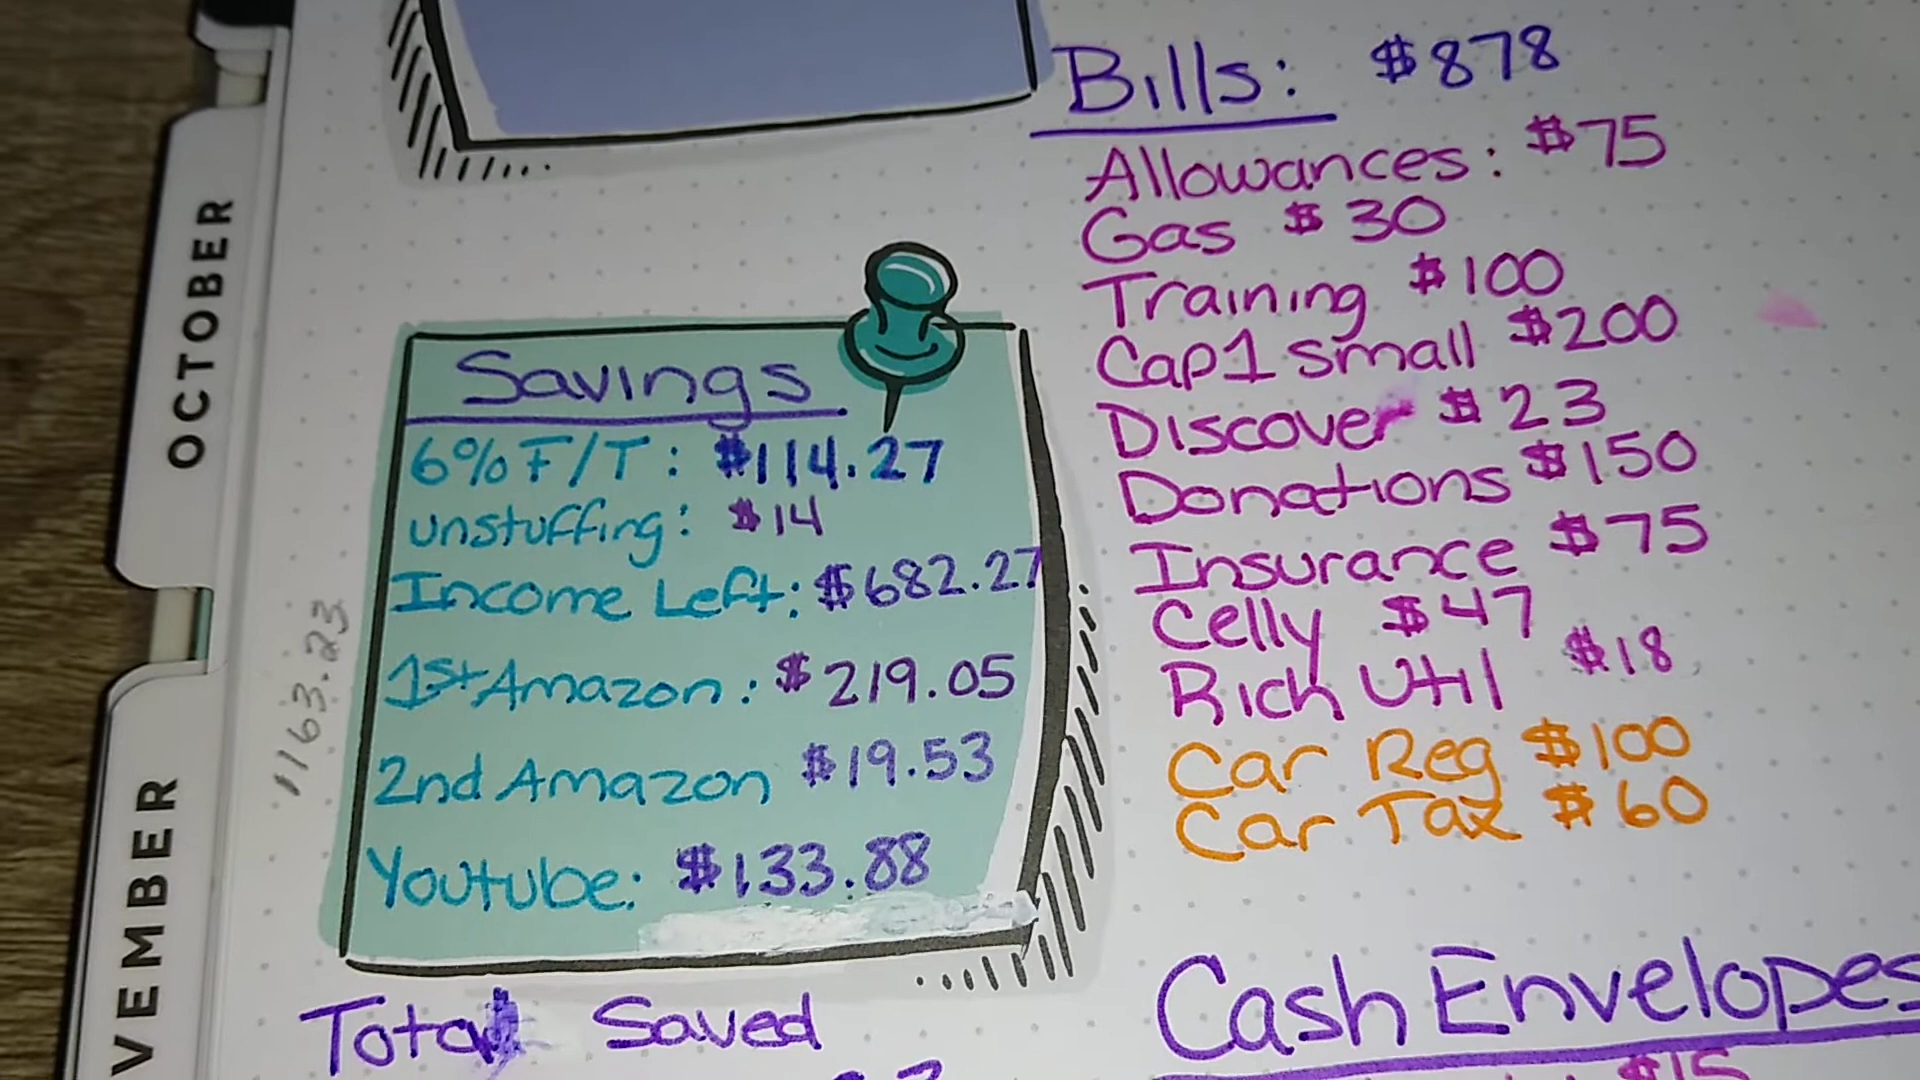 OCTOBER
VEMBER
1163.23
Savings
6% F/T: $114.27
unstuffing: $14
Income Left: $682.27
1st Amazon: $219.05
2nd Amazon $19.53
Youtube: $133.88
Total Saved
Bills: $878
Allowances: $75
Gas $30
Training $100
Cap1 small $200
Discover $23
Donations $150
Insurance $75
Celly $47
Rich Util $18
Car Reg $100
Car Tax $60
Cash Envelopes
$15